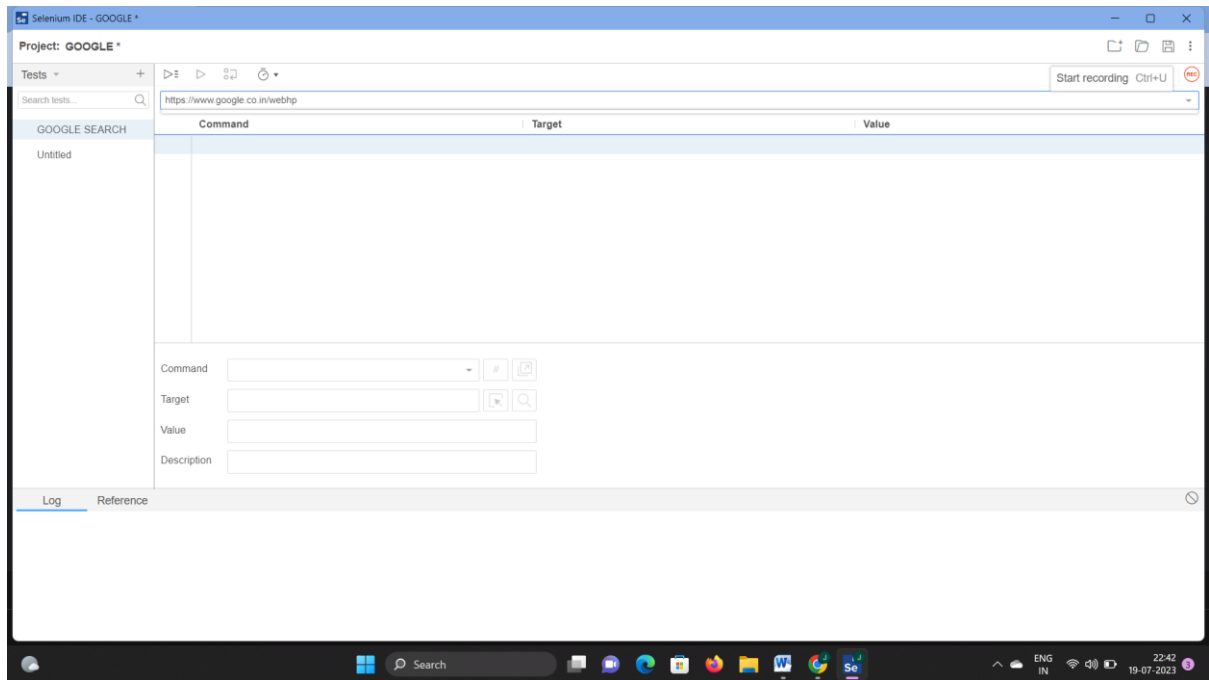 Selenium IDE - GOOGLE *
Project: GOOGLE *
Tests
Start recording Ctrl+U
REC
Search tests...
https://www.google.co.in/webhp
Command Target Value
GOOGLE SEARCH
Untitled
Command
//
Target
Value
Description
Log Reference
Search
Se
ENG
IN
22:42
19-07-2023
3